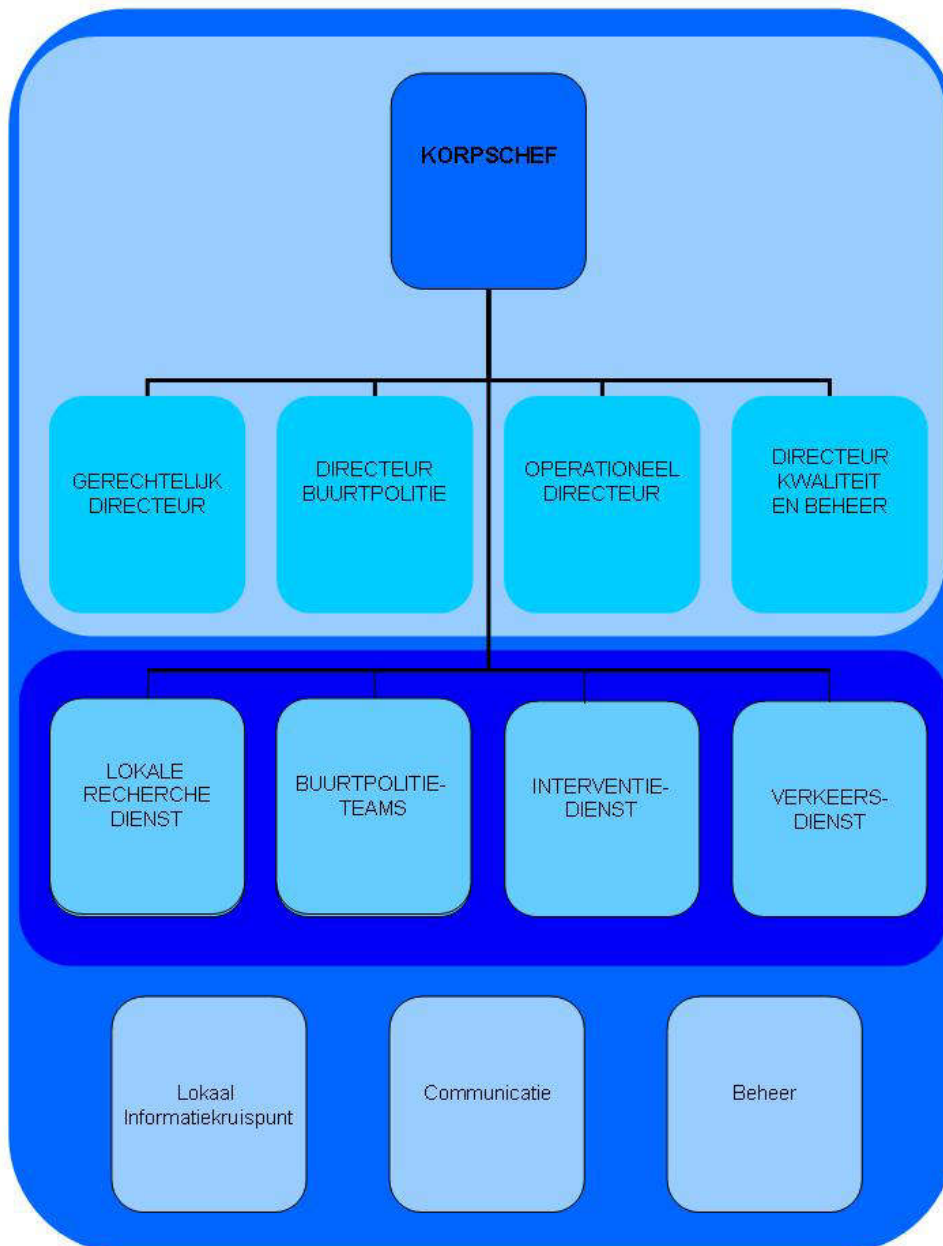 KORPSCHEF
GERECHTELIJK
DIRECTEUR
DIRECTEUR
BUURTPOLITIE
OPERATIONEEL
DIRECTEUR
DIRECTEUR
KWALITEIT
EN BEHEER
LOKALE
RECHERCHE
DIENST
BUURTPOLITIE-
TEAMS
INTERVENTIE-
DIENST
VERKEERS-
DIENST
Lokaal
Informatiekruispunt
Communicatie
Beheer